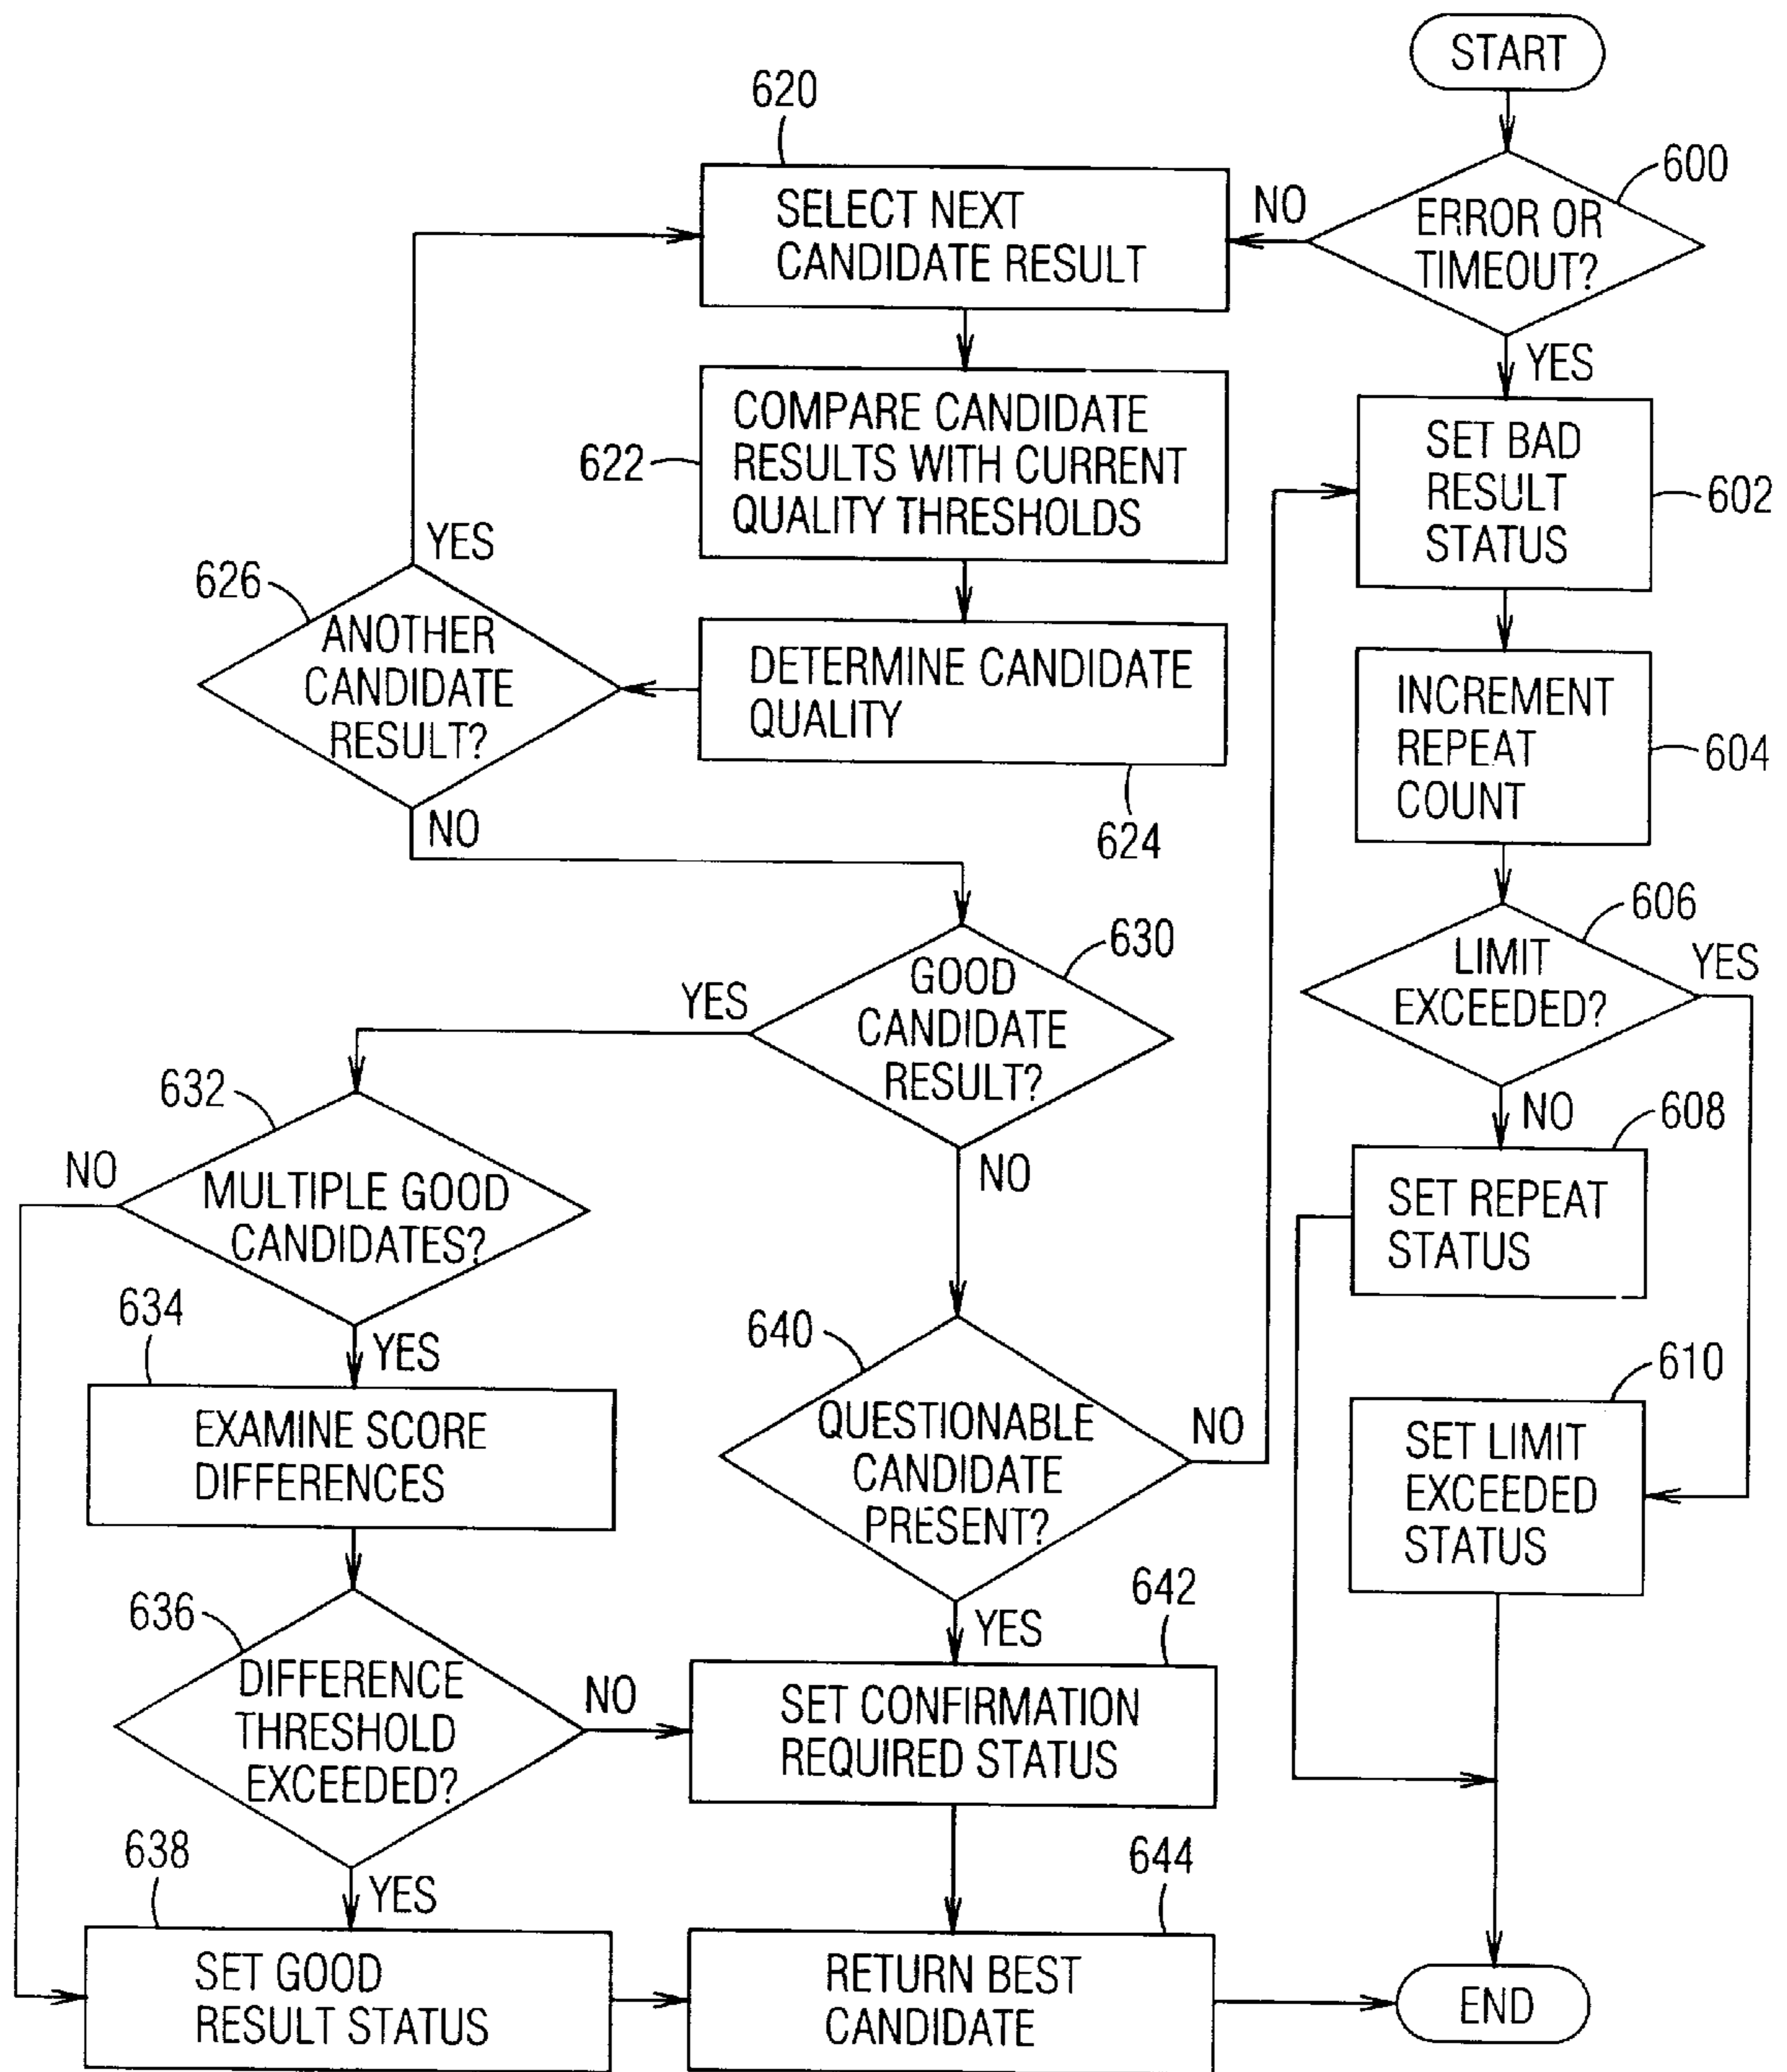 START
620
600
SELECT NEXT
CANDIDATE RESULT
NO
ERROR OR
TIMEOUT?
YES
COMPARE CANDIDATE
RESULTS WITH CURRENT
QUALITY THRESHOLDS
622
SET BAD
RESULT
STATUS
602
YES
626
ANOTHER
CANDIDATE
RESULT?
DETERMINE CANDIDATE
QUALITY
624
NO
INCREMENT
REPEAT
COUNT
604
606
LIMIT
EXCEEDED?
YES
630
GOOD
CANDIDATE
RESULT?
YES
NO
NO
608
SET REPEAT
STATUS
632
NO
MULTIPLE GOOD
CANDIDATES?
YES
634
EXAMINE SCORE
DIFFERENCES
640
QUESTIONABLE
CANDIDATE
PRESENT?
NO
YES
610
SET LIMIT
EXCEEDED
STATUS
636
DIFFERENCE
THRESHOLD
EXCEEDED?
NO
YES
642
SET CONFIRMATION
REQUIRED STATUS
638
SET GOOD
RESULT STATUS
644
RETURN BEST
CANDIDATE
END